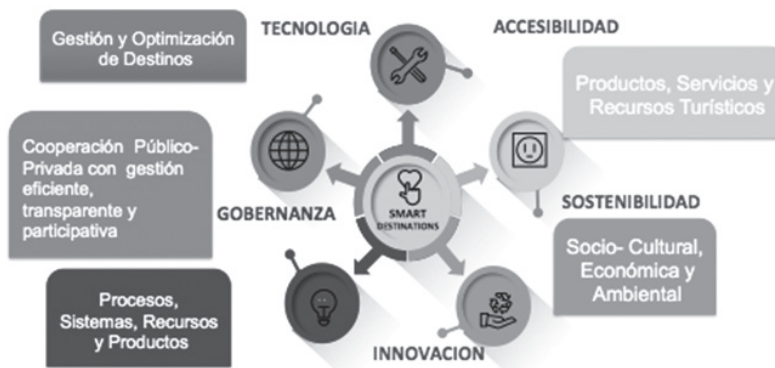 Gestión y Optimización
de Destinos
TECNOLOGIA
ACCESIBILIDAD
Productos, Servicios y
Recursos Turísticos
Cooperación Público-
Privada con gestión
eficiente,
transparente y
participativa
GOBERNANZA
SMART
DESTINATIONS
SOSTENIBILIDAD
Socio- Cultural,
Económica y
Ambiental
Procesos,
Sistemas, Recursos
y Productos
INNOVACION